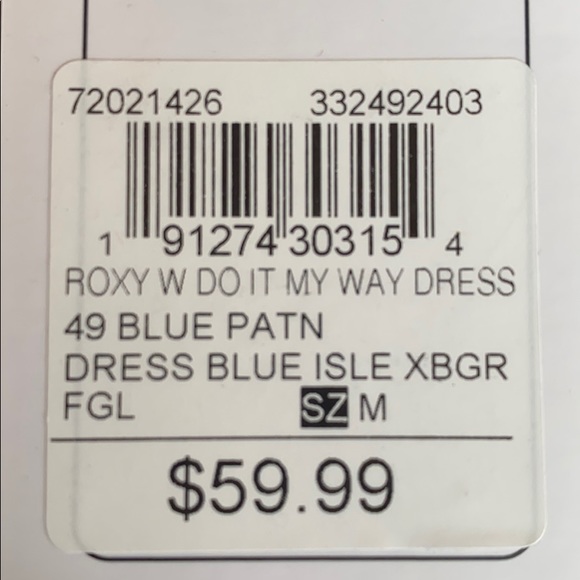 72021426 332492403
1 91274 30315 4
ROXY W DO IT MY WAY DRESS
49 BLUE PATN
DRESS BLUE ISLE XBGR
FGL SZ M
$59.99